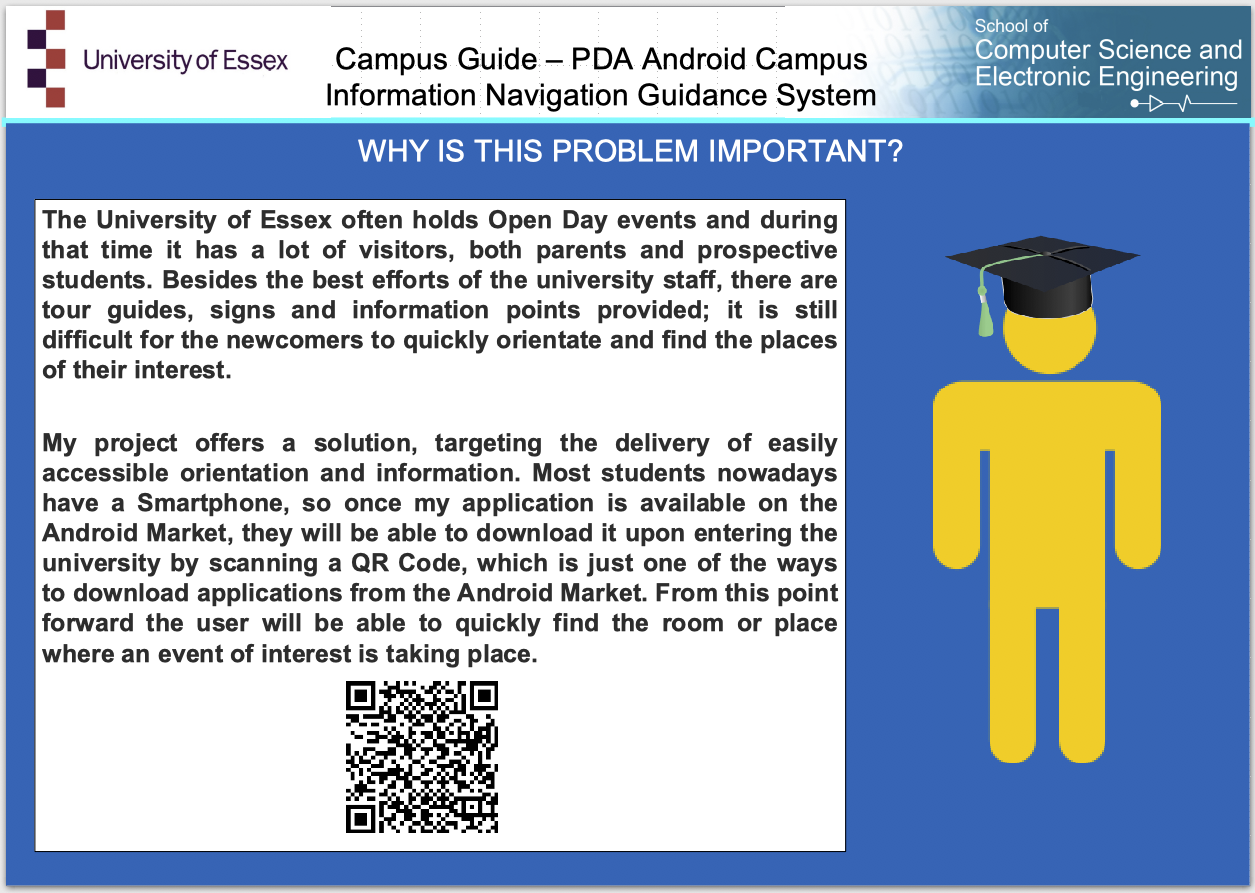 University of Essex
Campus Guide – PDA Android Campus
Information Navigation Guidance System
School of
Computer Science and
Electronic Engineering
WHY IS THIS PROBLEM IMPORTANT?
The University of Essex often holds Open Day events and during
that time it has a lot of visitors, both parents and prospective
students. Besides the best efforts of the university staff, there are
tour guides, signs and information points provided; it is still
difficult for the newcomers to quickly orientate and find the places
of their interest.
My project offers a solution, targeting the delivery of easily
accessible orientation and information. Most students nowadays
have a Smartphone, so once my application is available on the
Android Market, they will be able to download it upon entering the
university by scanning a QR Code, which is just one of the ways
to download applications from the Android Market. From this point
forward the user will be able to quickly find the room or place
where an event of interest is taking place.